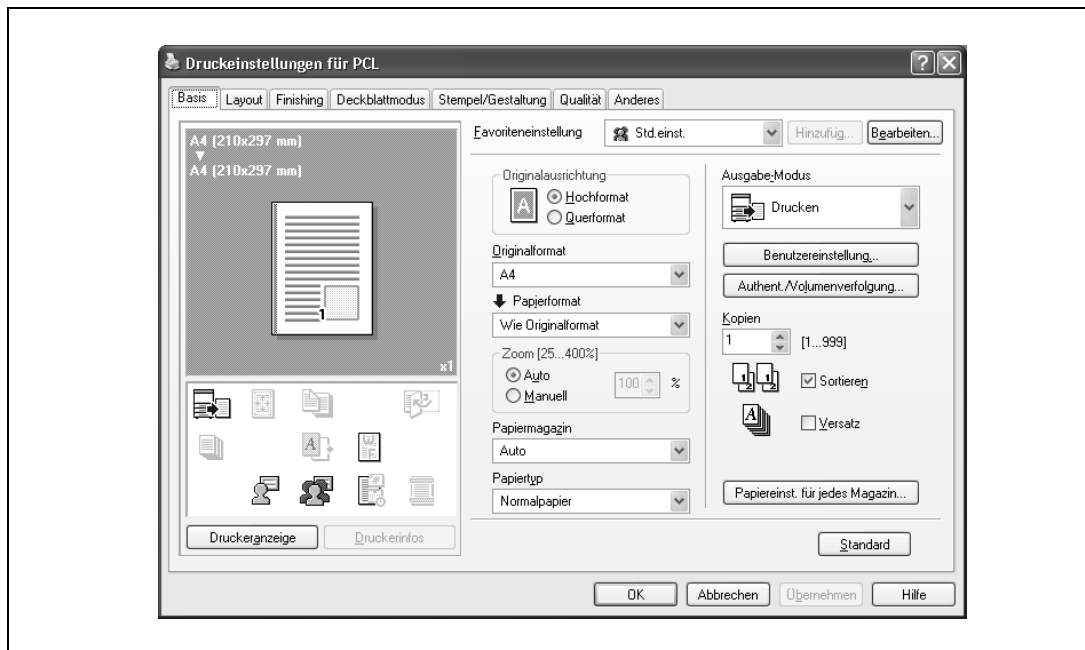 Druckeinstellungen für PCL
Basis Layout Finishing Deckblattmodus Stempel/Gestaltung Qualität Anderes
A4 (210x297 mm)
A4 (210x297 mm)
1
x1
Druckeranzeige Druckerinfos
Favoriteneinstellung Std.einst. Hinzufüg... Bearbeiten...
Originalausrichtung
A
Hochformat
Querformat
Originalformat
A4
Papierformat
Wie Originalformat
Zoom [25...400%]
Auto
Manuell
100 %
Papiermagazin
Auto
Papiertyp
Normalpapier
Ausgabe-Modus
Drucken
Benutzereinstellung...
Authent./Volumenverfolgung...
Kopien
1 [1...999]
Sortieren
Versatz
Papiereinst. für jedes Magazin...
Standard
OK Abbrechen Übernehmen Hilfe